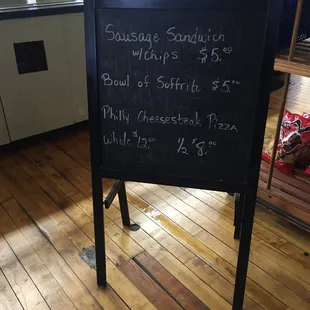 Sausage Sandwich
w/chips $5.00
Bowl of Soffrito $5.00
Philly Cheesesteak Pizza
whole $12.00 1/2 $8.00